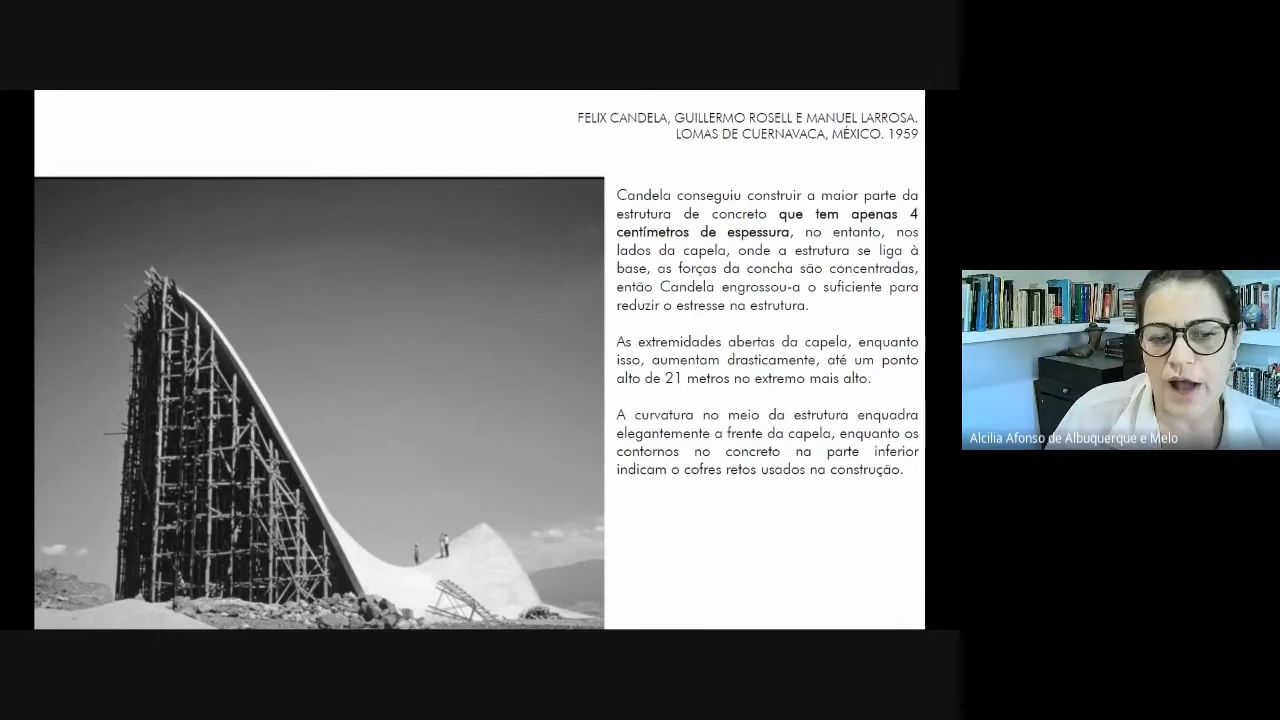 FELIX CANDELA, GUILLERMO ROSELL E MANUEL LARROSA.
LOMAS DE CUERNAVACA, MÉXICO. 1959
Candela conseguiu construir a maior parte da
estrutura de concreto que tem apenas 4
centímetros de espessura, no entanto, nos
lados da capela, onde a estrutura se liga à
base, as forças da concha são concentradas,
então Candela engrossou-a o suficiente para
reduzir o estresse na estrutura.
As extremidades abertas da capela, enquanto
isso, aumentam drasticamente, até um ponto
alto de 21 metros no extremo mais alto.
A curvatura no meio da estrutura enquadra
elegantemente a frente da capela, enquanto os
contornos no concreto na parte inferior
indicam o cofres retos usados na construção.
Alcilia Afonso de Albuquerque e Melo